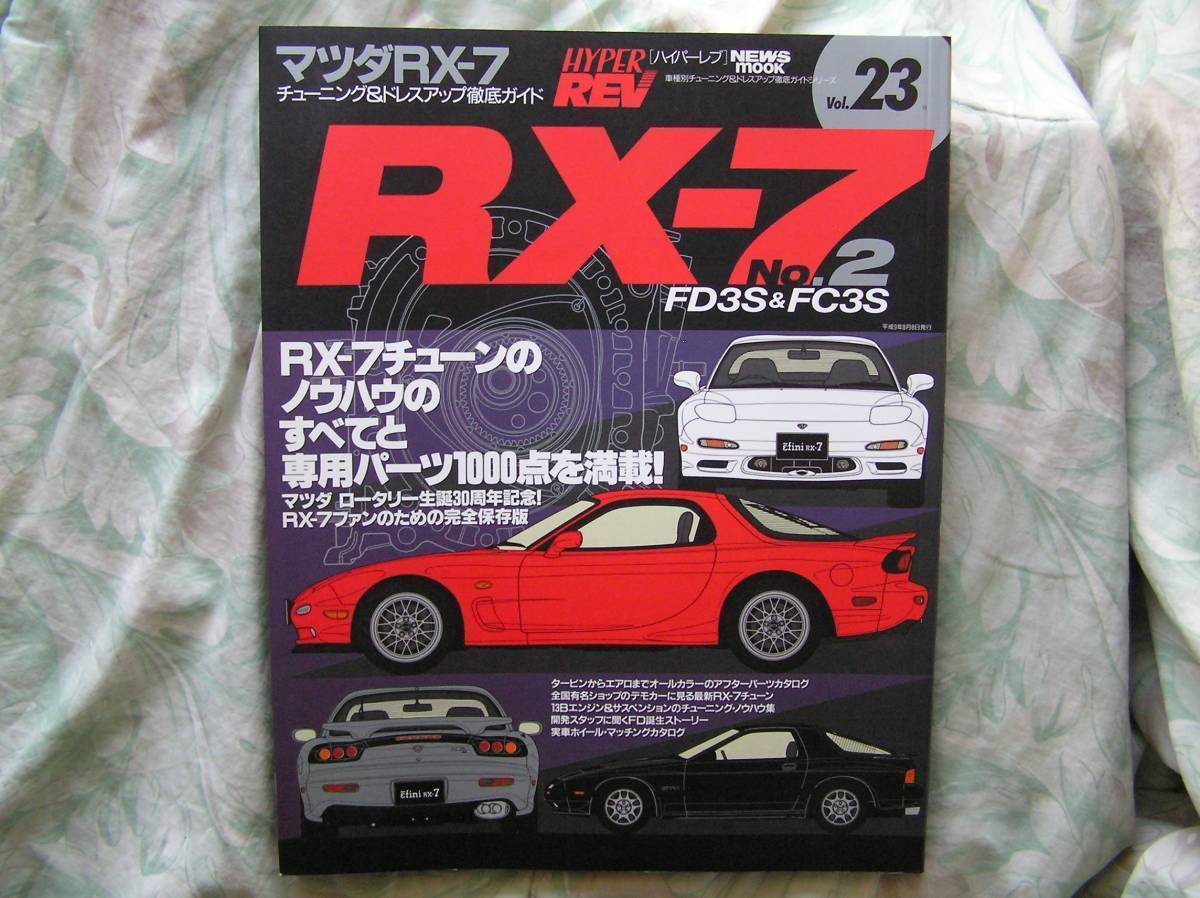 マツダRX-7
チューニング&ドレスアップ徹底ガイド
HYPER REV
[ハイパーレブ] NEWS mook
車種別チューニング&ドレスアップ徹底ガイドシリーズ
Vol.23
RX-7
No.2
FD3S&FC3S
平成9年8月8日発行
RX-7チューンの
ノウハウの
すべてと
専用パーツ1000点を満載!
マツダ ロータリー生誕30周年記念!
RX-7ファンのための完全保存版
εfini RX-7
タービンからエアロまでオールカラーのアフターパーツカタログ
全国有名ショップのデモカーに見る最新RX-7チューン
13Bエンジン&サスペンションのチューニング・ノウハウ集
開発スタッフに聞くFD誕生ストーリー
実車ホイール・マッチングカタログ
εfini RX-7